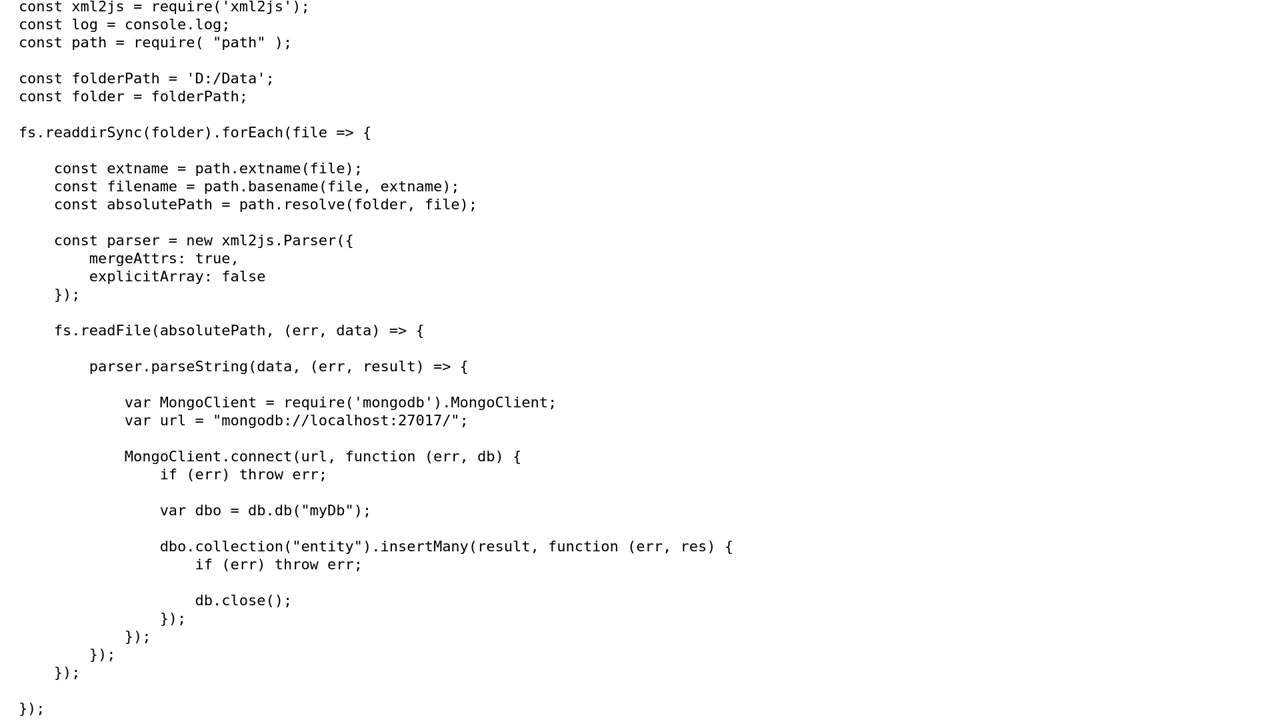 const xml2js = require('xml2js');
const log = console.log;
const path = require( "path" );

const folderPath = 'D:/Data';
const folder = folderPath;

fs.readdirSync(folder).forEach(file => {

    const extname = path.extname(file);
    const filename = path.basename(file, extname);
    const absolutePath = path.resolve(folder, file);

    const parser = new xml2js.Parser({
        mergeAttrs: true,
        explicitArray: false
    });

    fs.readFile(absolutePath, (err, data) => {

        parser.parseString(data, (err, result) => {

            var MongoClient = require('mongodb').MongoClient;
            var url = "mongodb://localhost:27017/";

            MongoClient.connect(url, function (err, db) {
                if (err) throw err;

                var dbo = db.db("myDb");

                dbo.collection("entity").insertMany(result, function (err, res) {
                    if (err) throw err;

                    db.close();
                });
            });
        });
    });

});